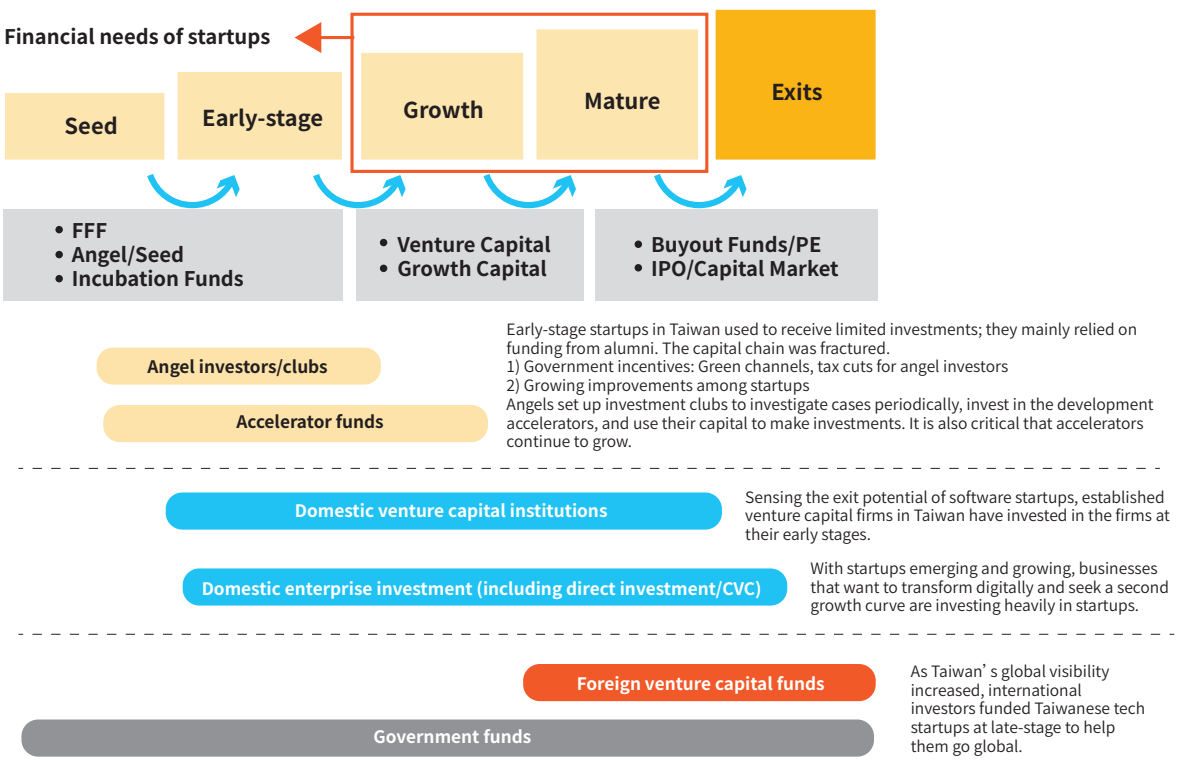 Financial needs of startups
Seed
Early-stage
Growth
Mature
Exits
• FFF
• Angel/Seed
• Incubation Funds
• Venture Capital
• Growth Capital
• Buyout Funds/PE
• IPO/Capital Market
Angel investors/clubs
Accelerator funds
Early-stage startups in Taiwan used to receive limited investments; they mainly relied on
funding from alumni. The capital chain was fractured.
1) Government incentives: Green channels, tax cuts for angel investors
2) Growing improvements among startups
Angels set up investment clubs to investigate cases periodically, invest in the development
accelerators, and use their capital to make investments. It is also critical that accelerators
continue to grow.
Domestic venture capital institutions
Sensing the exit potential of software startups, established
venture capital firms in Taiwan have invested in the firms at
their early stages.
Domestic enterprise investment (including direct investment/CVC)
With startups emerging and growing, businesses
that want to transform digitally and seek a second
growth curve are investing heavily in startups.
Foreign venture capital funds
Government funds
As Taiwan's global visibility
increased, international
investors funded Taiwanese tech
startups at late-stage to help
them go global.